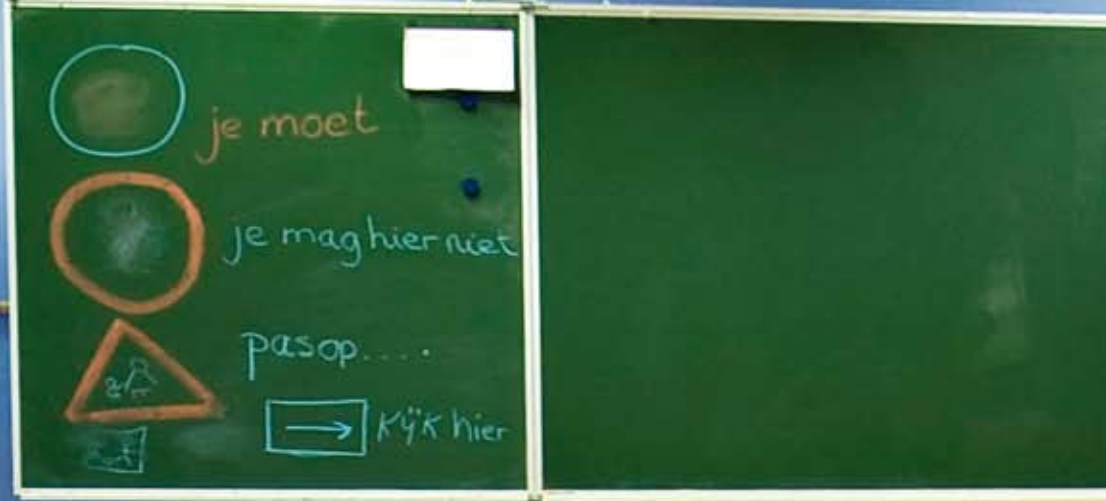 je moet
je mag hier niet
pas op.....
kijk hier